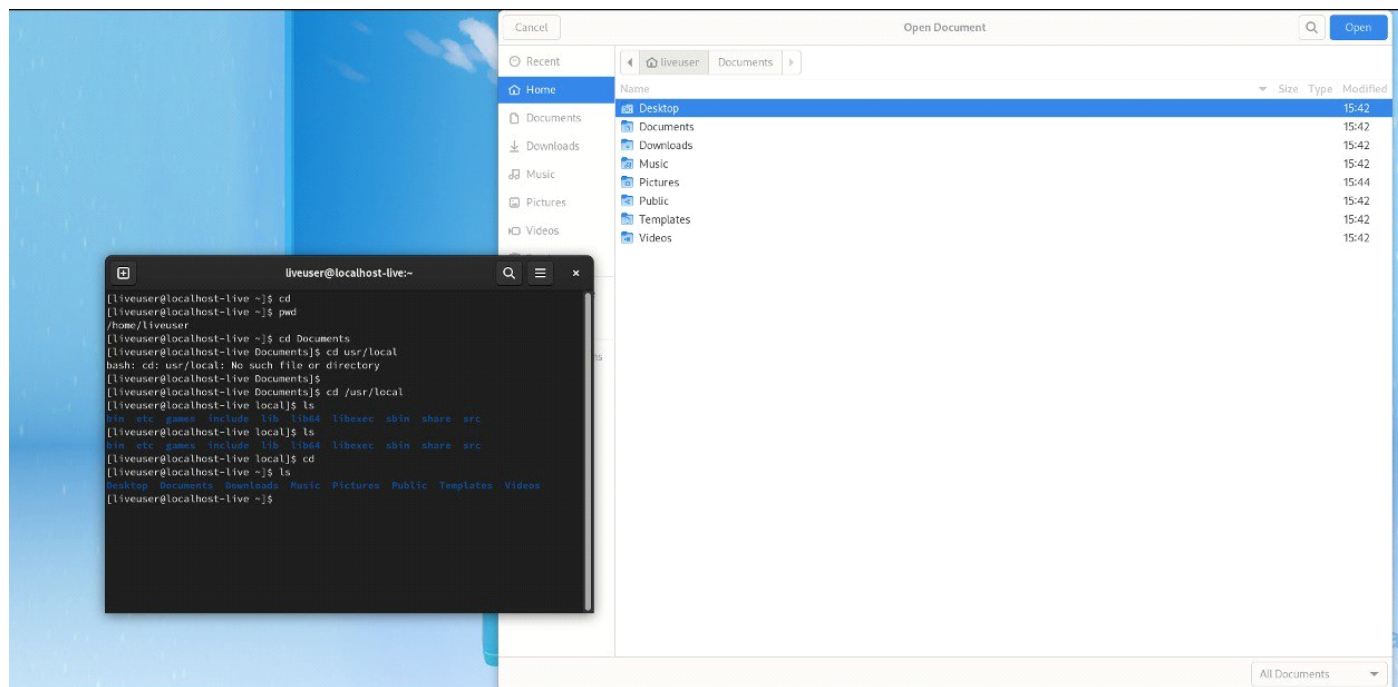 Cancel Open Document Open
Recent
Home
Documents
Downloads
Music
Pictures
Videos
liveuser Documents
Name Size Type Modified
Desktop 15:42
Documents 15:42
Downloads 15:42
Music 15:42
Pictures 15:44
Public 15:42
Templates 15:42
Videos 15:42
All Documents
liveuser@localhost-live:~
[liveuser@localhost-live ~]$ cd
[liveuser@localhost-live ~]$ pwd
/home/liveuser
[liveuser@localhost-live ~]$ cd Documents
[liveuser@localhost-live Documents]$ cd usr/local
bash: cd: usr/local: No such file or directory
[liveuser@localhost-live Documents]$
[liveuser@localhost-live Documents]$ cd /usr/local
[liveuser@localhost-live local]$ ls
bin etc games include lib lib64 libexec sbin share src
[liveuser@localhost-live local]$ ls
bin etc games include lib lib64 libexec sbin share src
[liveuser@localhost-live local]$ cd
[liveuser@localhost-live ~]$ ls
Desktop Documents Downloads Music Pictures Public Templates Videos
[liveuser@localhost-live ~]$